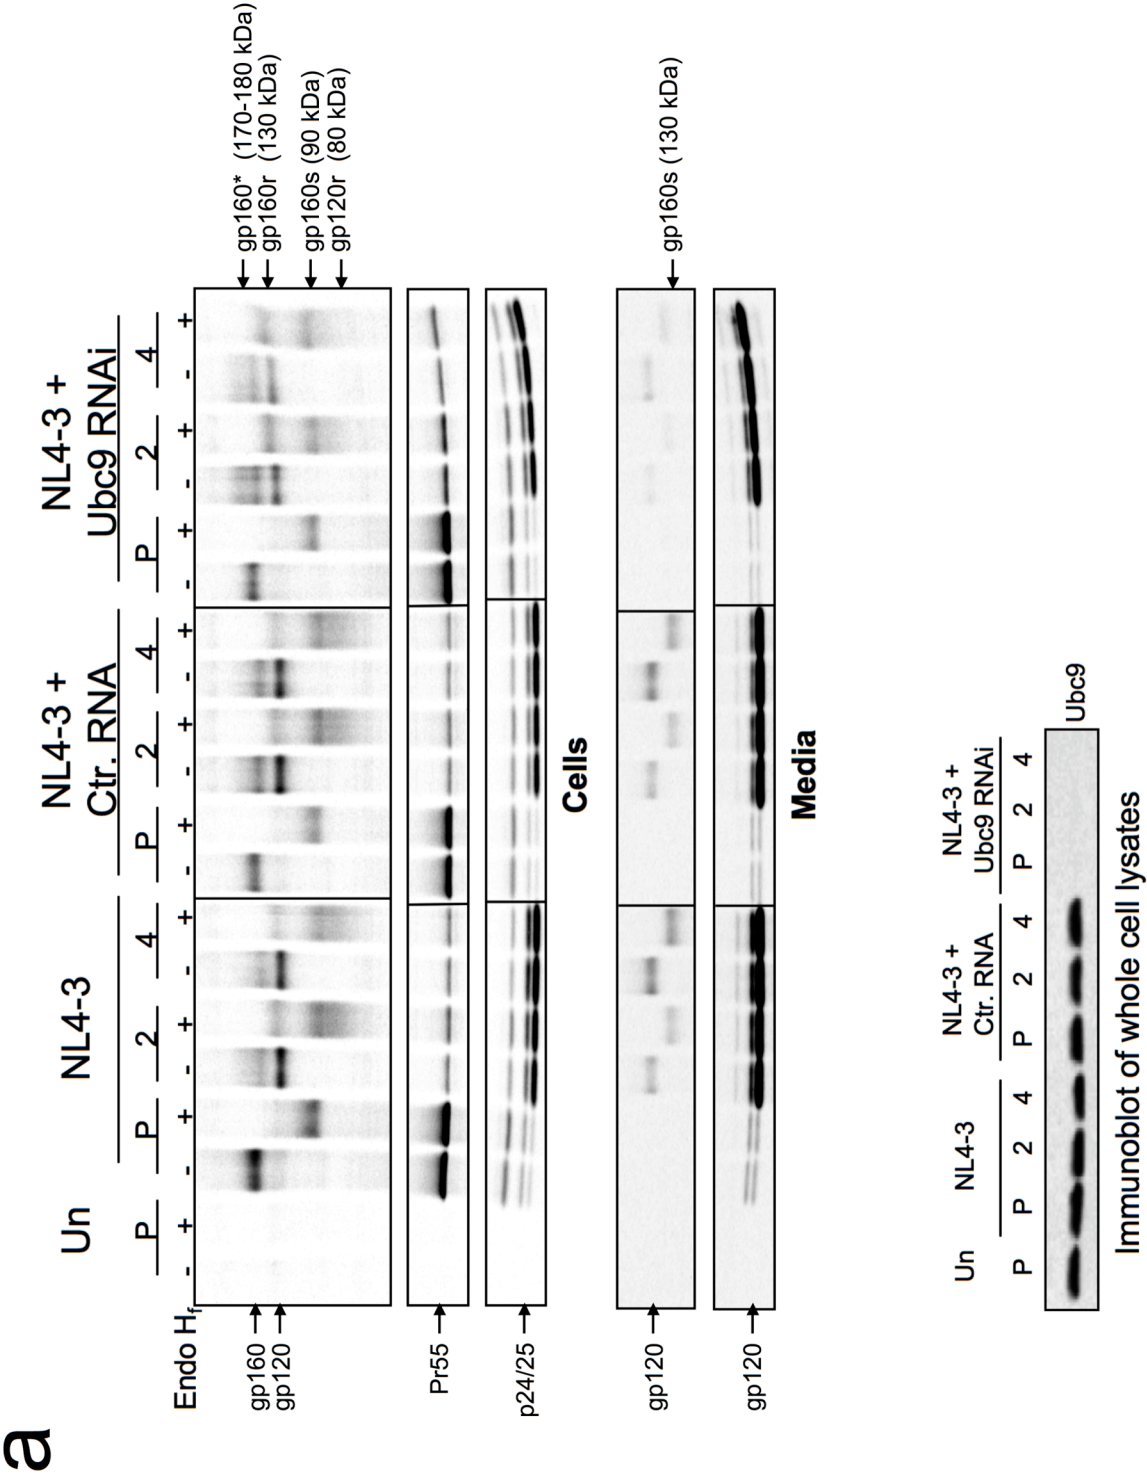 a
Un
NL4-3
NL4-3 +
Ctr. RNA
NL4-3 +
Ubc9 RNAi
P P 2 4 P 2 4 P 2 4
Endo Hf - + - + - + - + - + - + - + - + - + - +
gp160
gp120
gp160* (170-180 kDa)
gp160r (130 kDa)
gp160s (90 kDa)
gp120r (80 kDa)
Pr55
p24/25
Cells
gp120
gp160s (130 kDa)
gp120
Media
Un
NL4-3
NL4-3 +
Ctr. RNA
NL4-3 +
Ubc9 RNAi
P P 2 4 P 2 4 P 2 4
Ubc9
Immunoblot of whole cell lysates